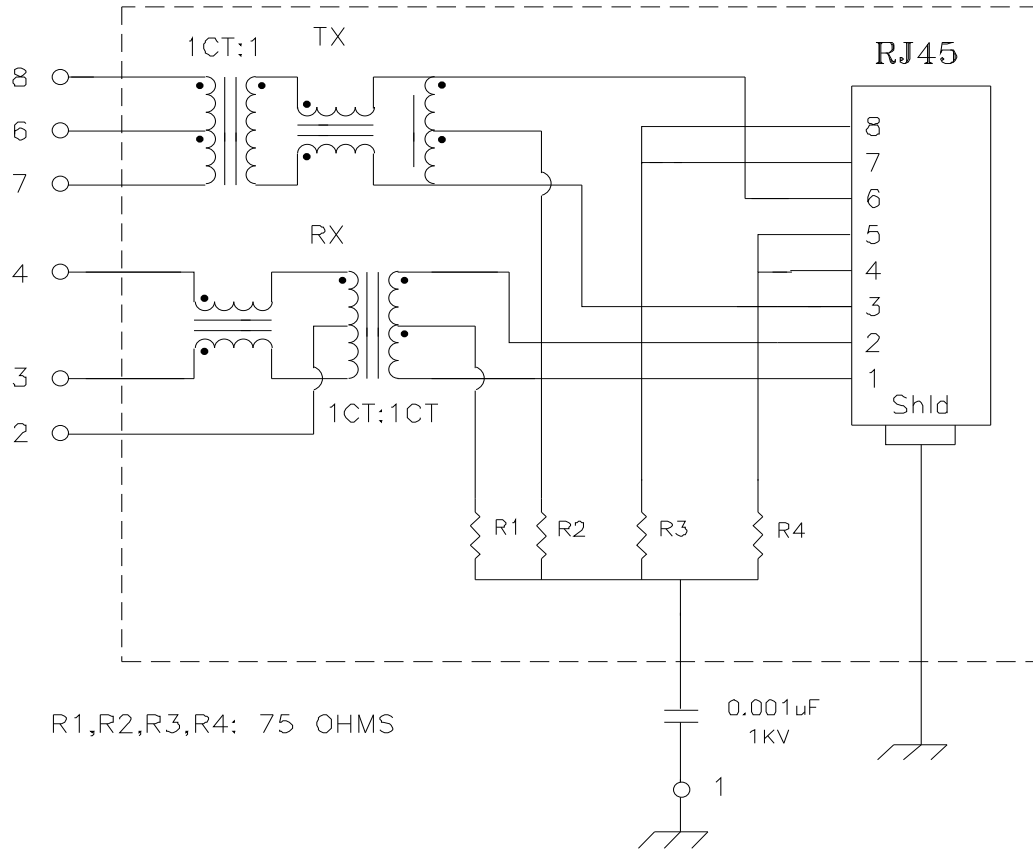 1CT:1
TX
RJ45
8
6
7
8
7
6
5
4
3
2
1
Shld
RX
4
3
2
1CT:1CT
R1
R2
R3
R4
R1,R2,R3,R4: 75 OHMS
0.001uF
1KV
1